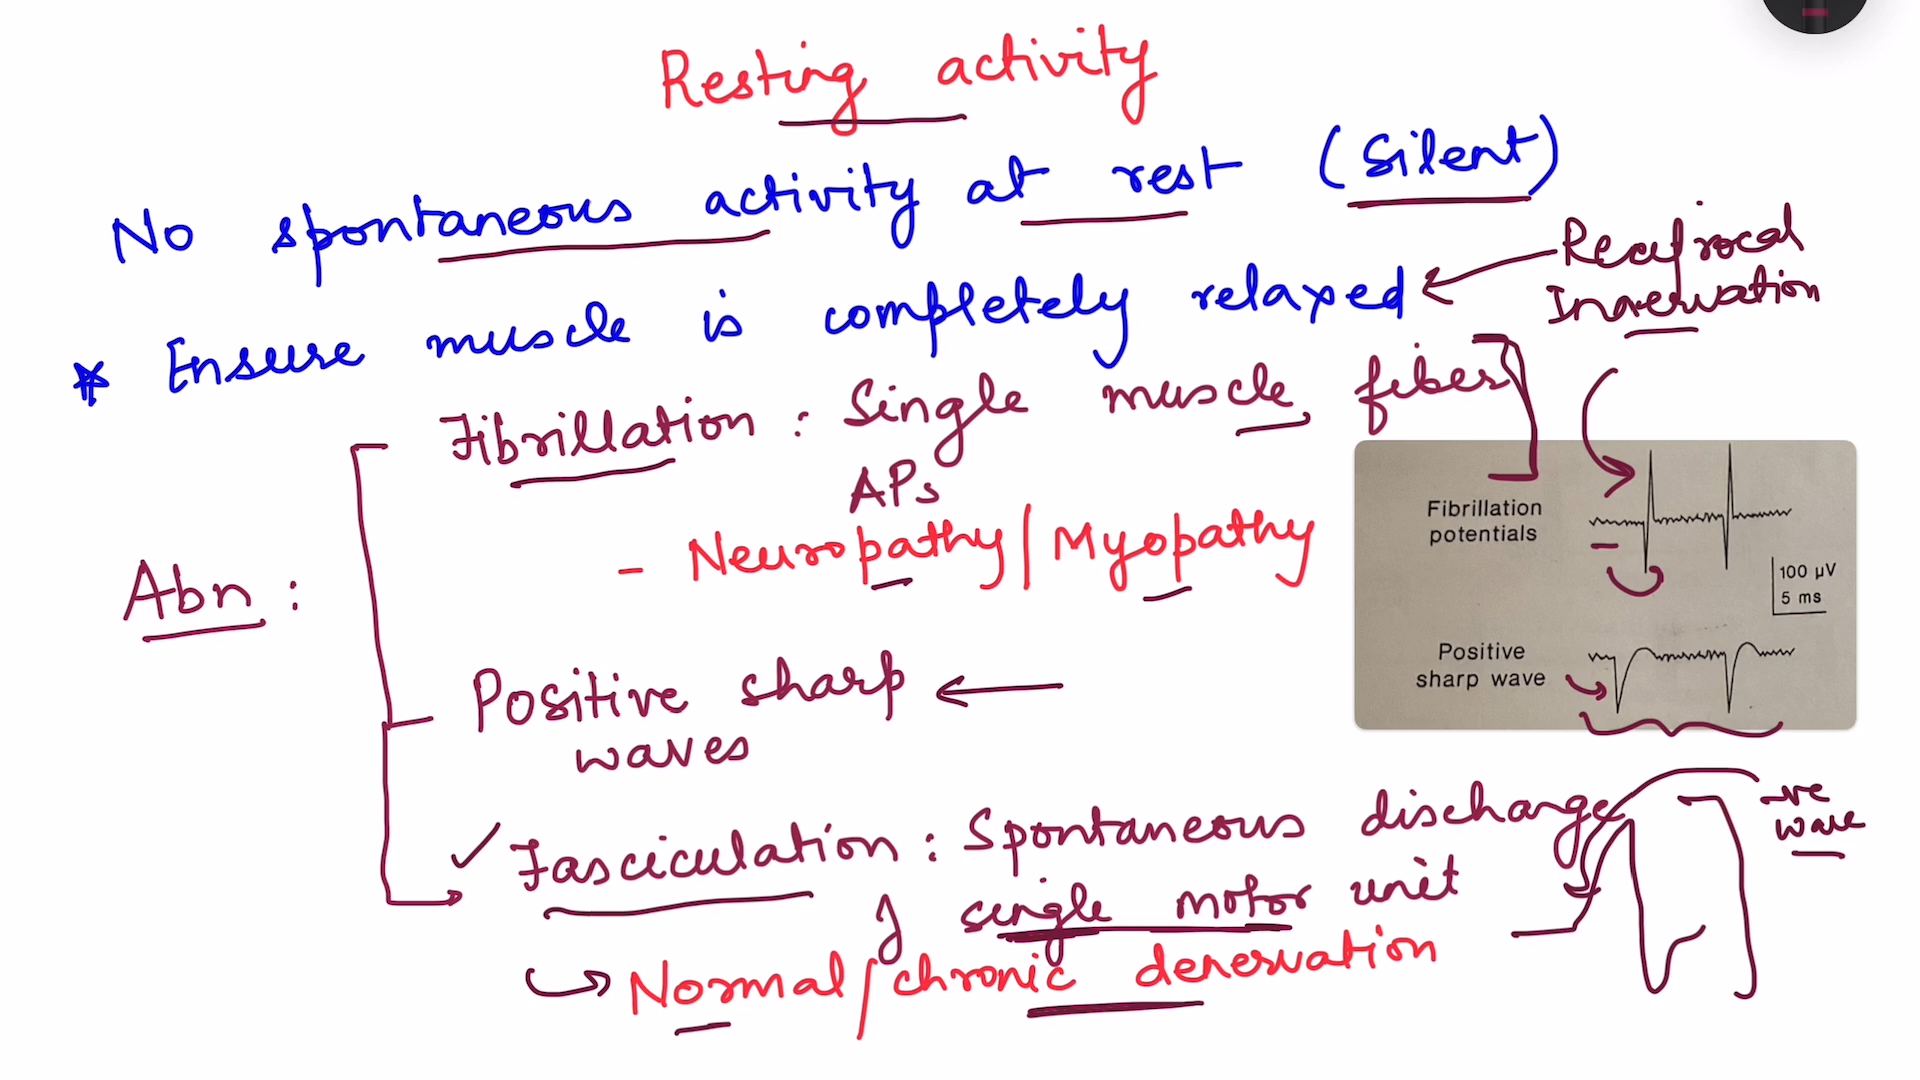 Resting activity
No spontaneous activity at rest (Silent)
Reciprocal
Innervation
* Ensure muscle is completely relaxed
Abn :
Fibrillation : Single muscle fiber
APs
- Neuropathy / Myopathy
Fibrillation
potentials
100 µV
5 ms
Positive sharp
waves
Positive
sharp wave
-ve
wave
✓ Fasciculation : Spontaneous discharge
of single motor unit
Normal / chronic denervation